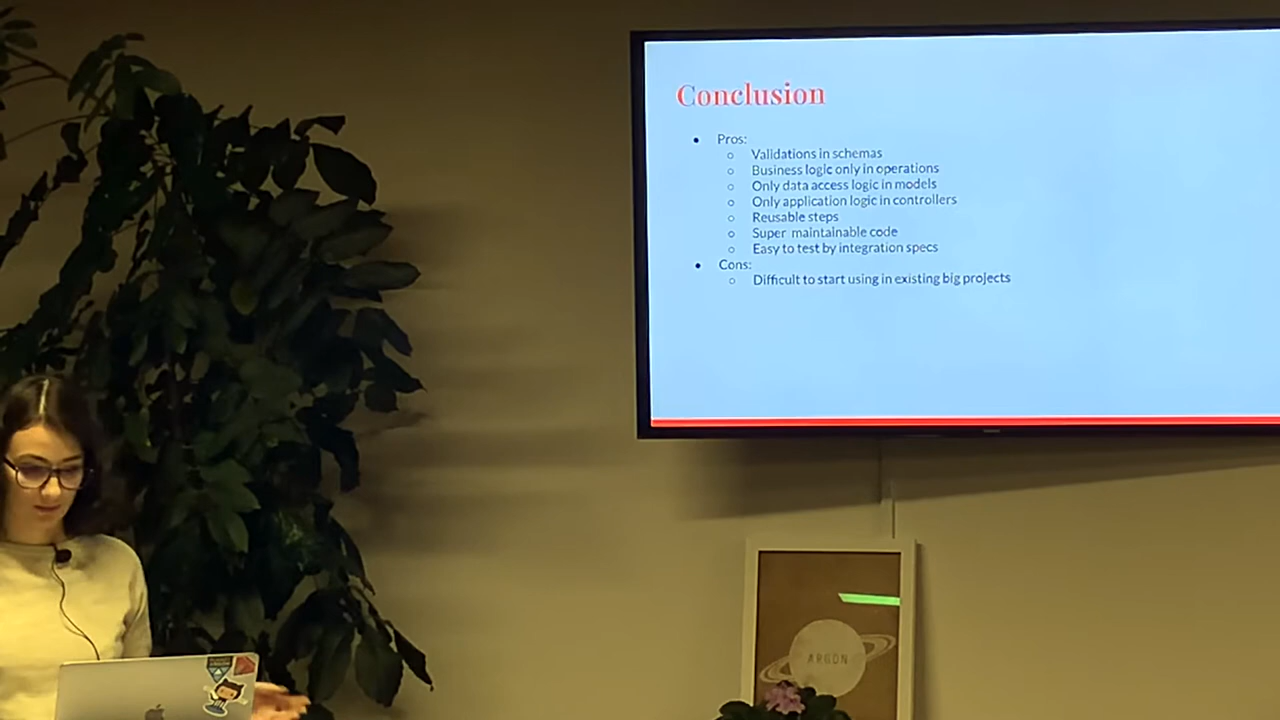 Conclusion
Pros:
Validations in schemas
Business logic only in operations
Only data access logic in models
Only application logic in controllers
Reusable steps
Super maintainable code
Easy to test by integration specs
Cons:
Difficult to start using in existing big projects
ARGON